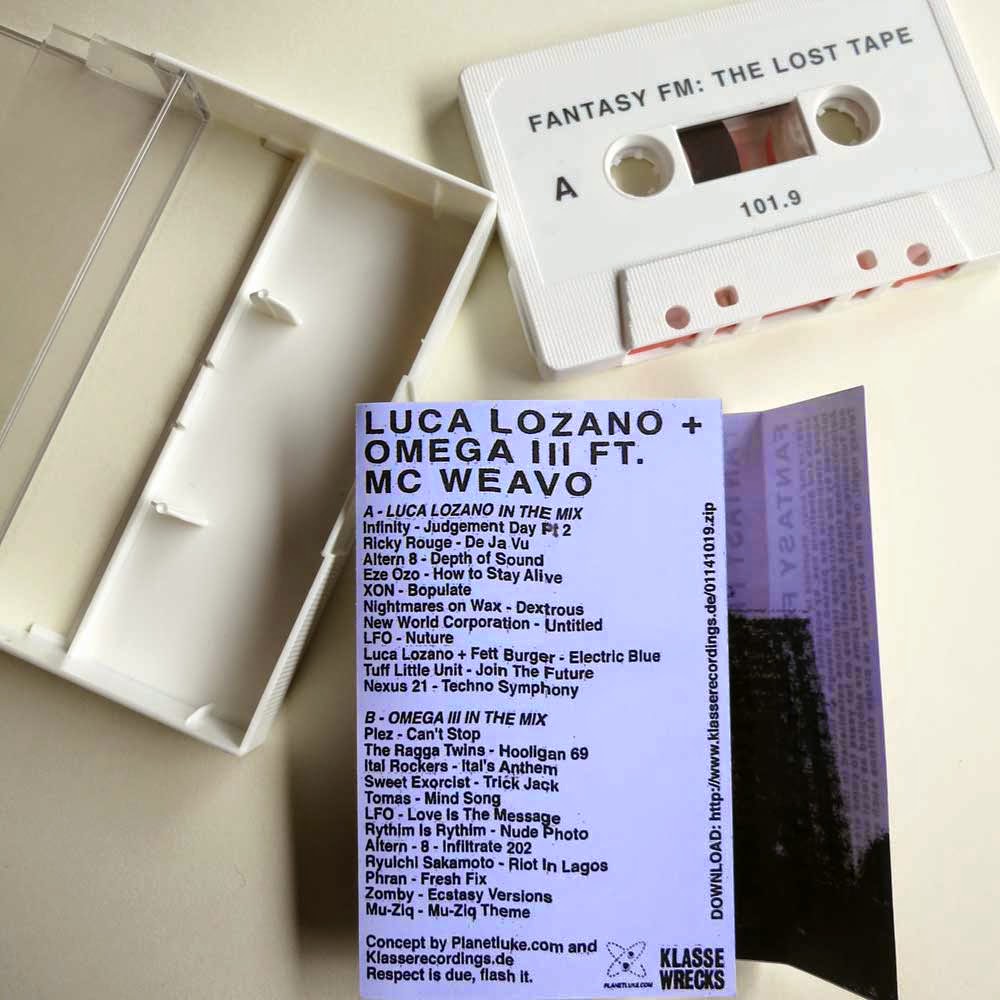 FANTASY FM: THE LOST TAPE
A
101.9
LUCA LOZANO +
OMEGA III FT.
MC WEAVO
A - LUCA LOZANO IN THE MIX
Infinity - Judgement Day Pt 2
Ricky Rouge - De Ja Vu
Altern 8 - Depth of Sound
Eze Ozo - How to Stay Alive
XON - Bopulate
Nightmares on Wax - Dextrous
New World Corporation - Untitled
LFO - Nuture
Luca Lozano + Fett Burger - Electric Blue
Tuff Little Unit - Join The Future
Nexus 21 - Techno Symphony
B - OMEGA III IN THE MIX
Plez - Can't Stop
The Ragga Twins - Hooligan 69
Ital Rockers - Ital's Anthem
Sweet Exorcist - Trick Jack
Tomas - Mind Song
LFO - Love Is The Message
Rythim Is Rythim - Nude Photo
Altern - 8 - Infiltrate 202
Ryuichi Sakamoto - Riot In Lagos
Phran - Fresh Fix
Zomby - Ecstasy Versions
Mu-Ziq - Mu-Ziq Theme
Concept by Planetluke.com and
Klasserecordings.de
Respect is due, flash it.
PLANETLUKE.COM
KLASSE
WRECKS
DOWNLOAD: http://www.klasserecordings.de/01141019.zip